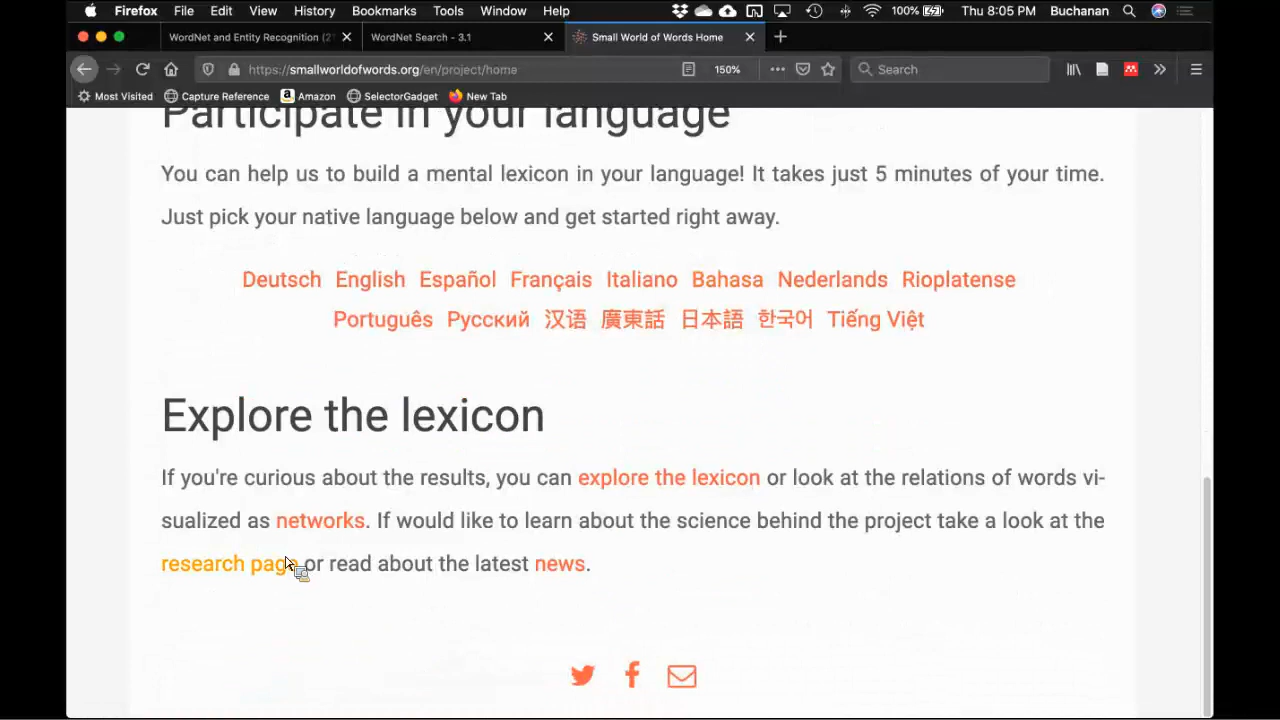 Firefox File Edit View History Bookmarks Tools Window Help 100% Thu 8:05 PM Buchanan
WordNet and Entity Recognition (2 WordNet Search - 3.1 Small World of Words Home
https://smallworldofwords.org/en/project/home 150% Search
Most Visited Capture Reference Amazon SelectorGadget New Tab
Participate in your language
You can help us to build a mental lexicon in your language! It takes just 5 minutes of your time.
Just pick your native language below and get started right away.
Deutsch English Español Français Italiano Bahasa Nederlands Rioplatense
Português Русский 汉语 廣東話 日本語 한국어 Tiếng Việt
Explore the lexicon
If you're curious about the results, you can explore the lexicon or look at the relations of words vi-
sualized as networks. If would like to learn about the science behind the project take a look at the
research page or read about the latest news.